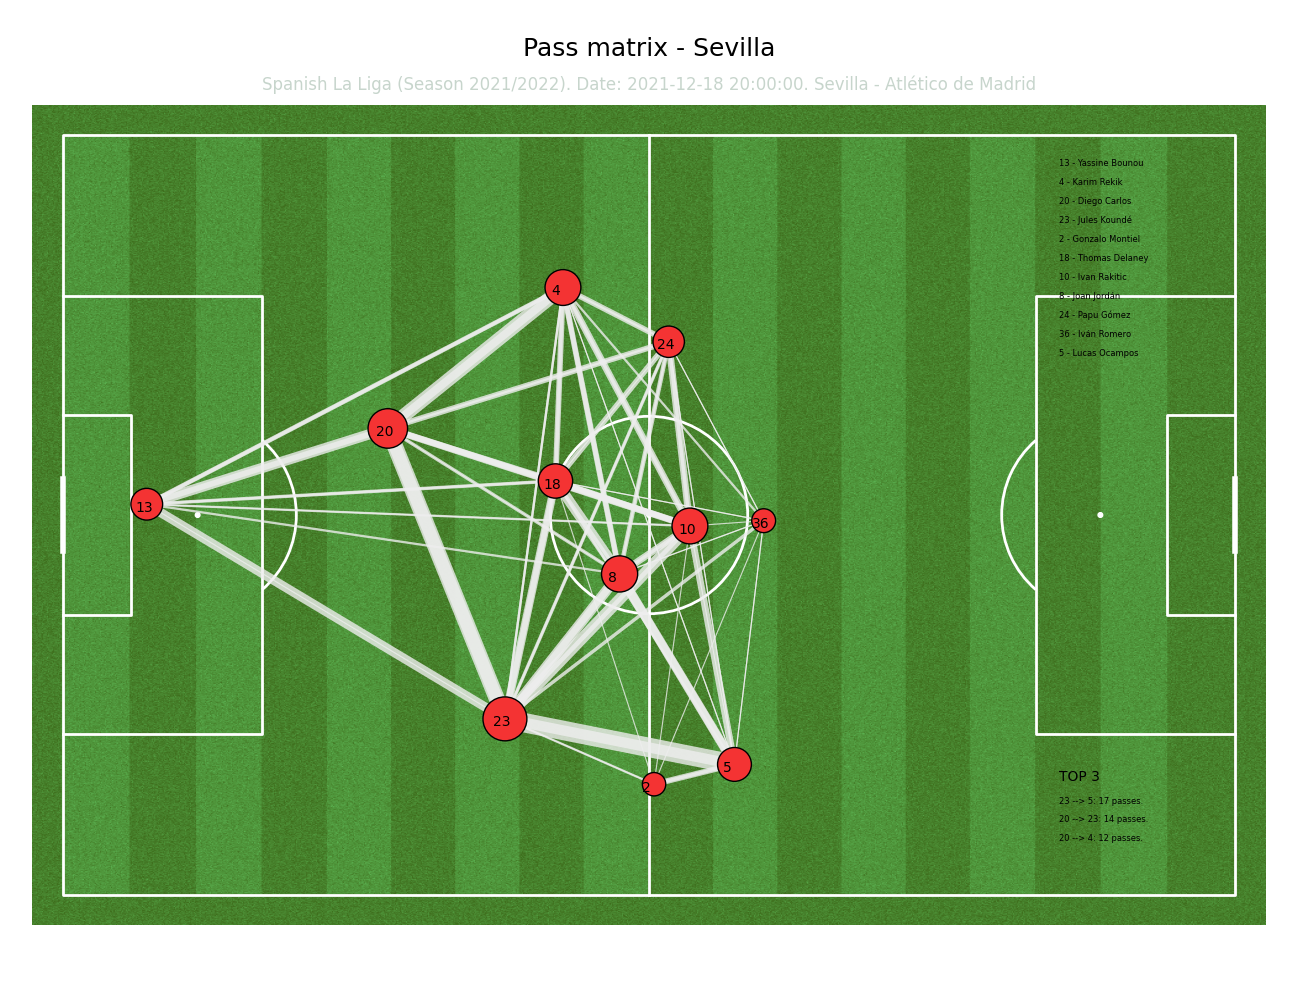 Pass matrix - Sevilla
Spanish La Liga (Season 2021/2022). Date: 2021-12-18 20:00:00. Sevilla - Atlético de Madrid
13 - Yassine Bounou
4 - Karim Rekik
20 - Diego Carlos
23 - Jules Koundé
2 - Gonzalo Montiel
18 - Thomas Delaney
10 - Ivan Rakitic
8 - Joan Jordán
24 - Papu Gómez
36 - Iván Romero
5 - Lucas Ocampos
4
24
20
18
13
10
36
8
23
5
2
TOP 3
23 --> 5: 17 passes.
20 --> 23: 14 passes.
20 --> 4: 12 passes.